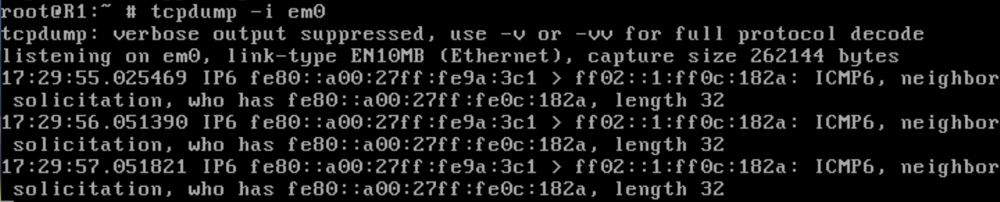 root@R1:~ # tcpdump -i em0
tcpdump: verbose output suppressed, use -v or -vv for full protocol decode
listening on em0, link-type EN10MB (Ethernet), capture size 262144 bytes
17:29:55.025469 IP6 fe80::a00:27ff:fe9a:3c1 > ff02::1:ff0c:182a: ICMP6, neighbor
 solicitation, who has fe80::a00:27ff:fe0c:182a, length 32
17:29:56.051390 IP6 fe80::a00:27ff:fe9a:3c1 > ff02::1:ff0c:182a: ICMP6, neighbor
 solicitation, who has fe80::a00:27ff:fe0c:182a, length 32
17:29:57.051821 IP6 fe80::a00:27ff:fe9a:3c1 > ff02::1:ff0c:182a: ICMP6, neighbor
 solicitation, who has fe80::a00:27ff:fe0c:182a, length 32